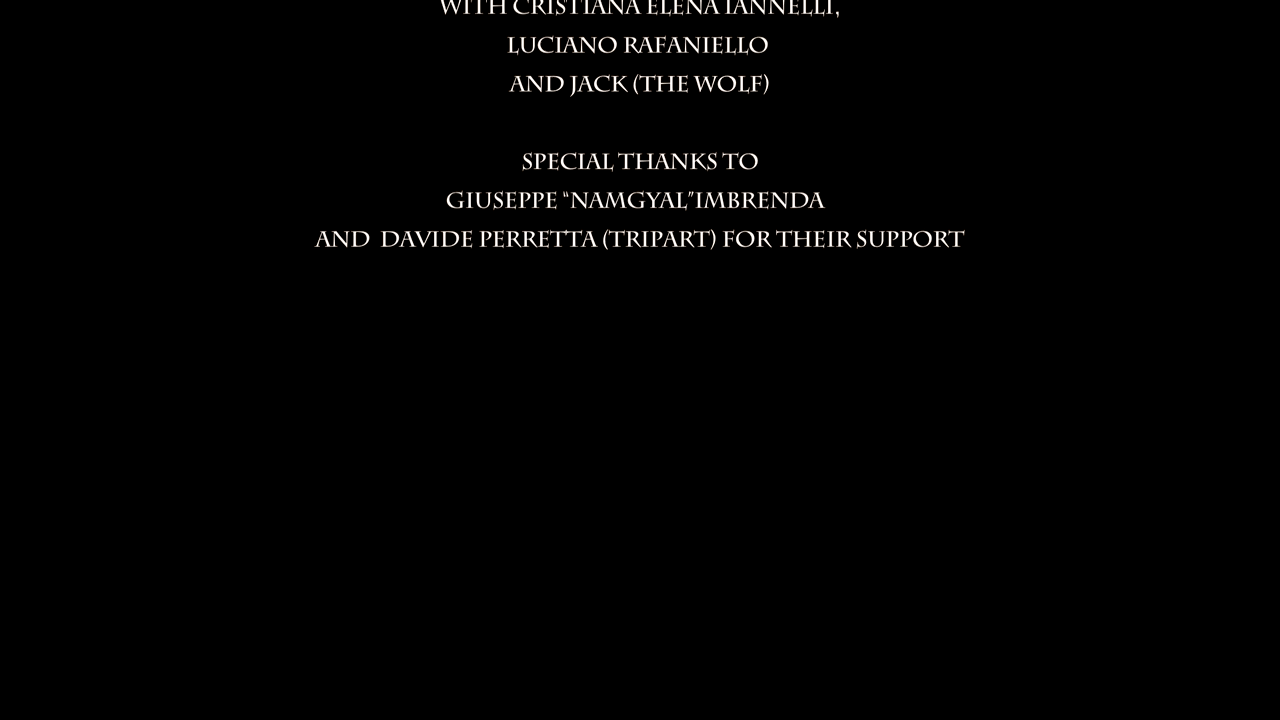 WITH CRISTIANA ELENA IANNELLI,
LUCIANO RAFANIELLO
AND JACK (THE WOLF)
SPECIAL THANKS TO
GIUSEPPE “NAMGYAL”IMBRENDA
AND DAVIDE PERRETTA (TRIPART) FOR THEIR SUPPORT